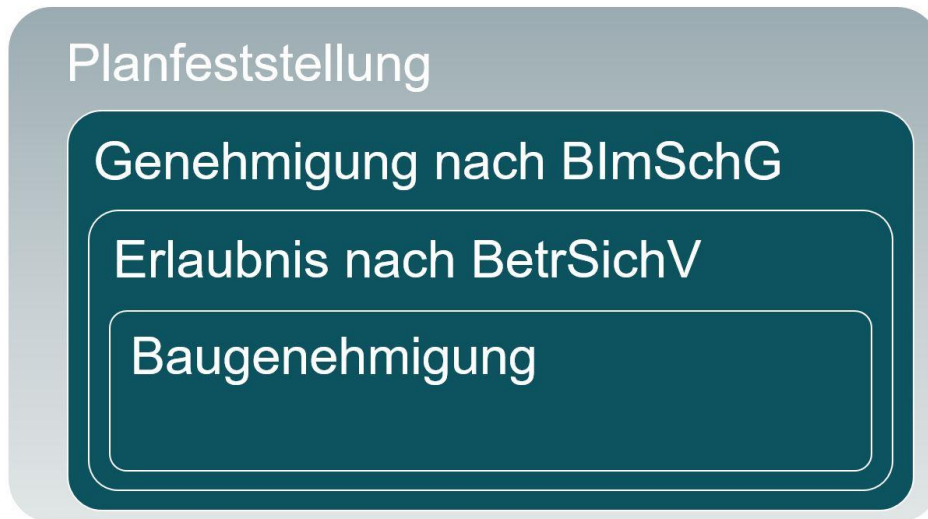 Planfeststellung
Genehmigung nach BImSchG
Erlaubnis nach BetrSichV
Baugenehmigung